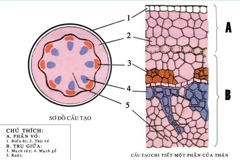 1
2
3
4
5
A
B
SƠ ĐỒ CẤU TẠO
CẤU TẠO CHI TIẾT MỘT PHẦN CỦA THÂN
CHÚ THÍCH:
A. PHẦN VỎ:
1. Biểu bì; 2. Thịt vỏ
B. TRỤ GIỮA:
3. Mạch rây; 4. Mạch gỗ
5. Ruột;